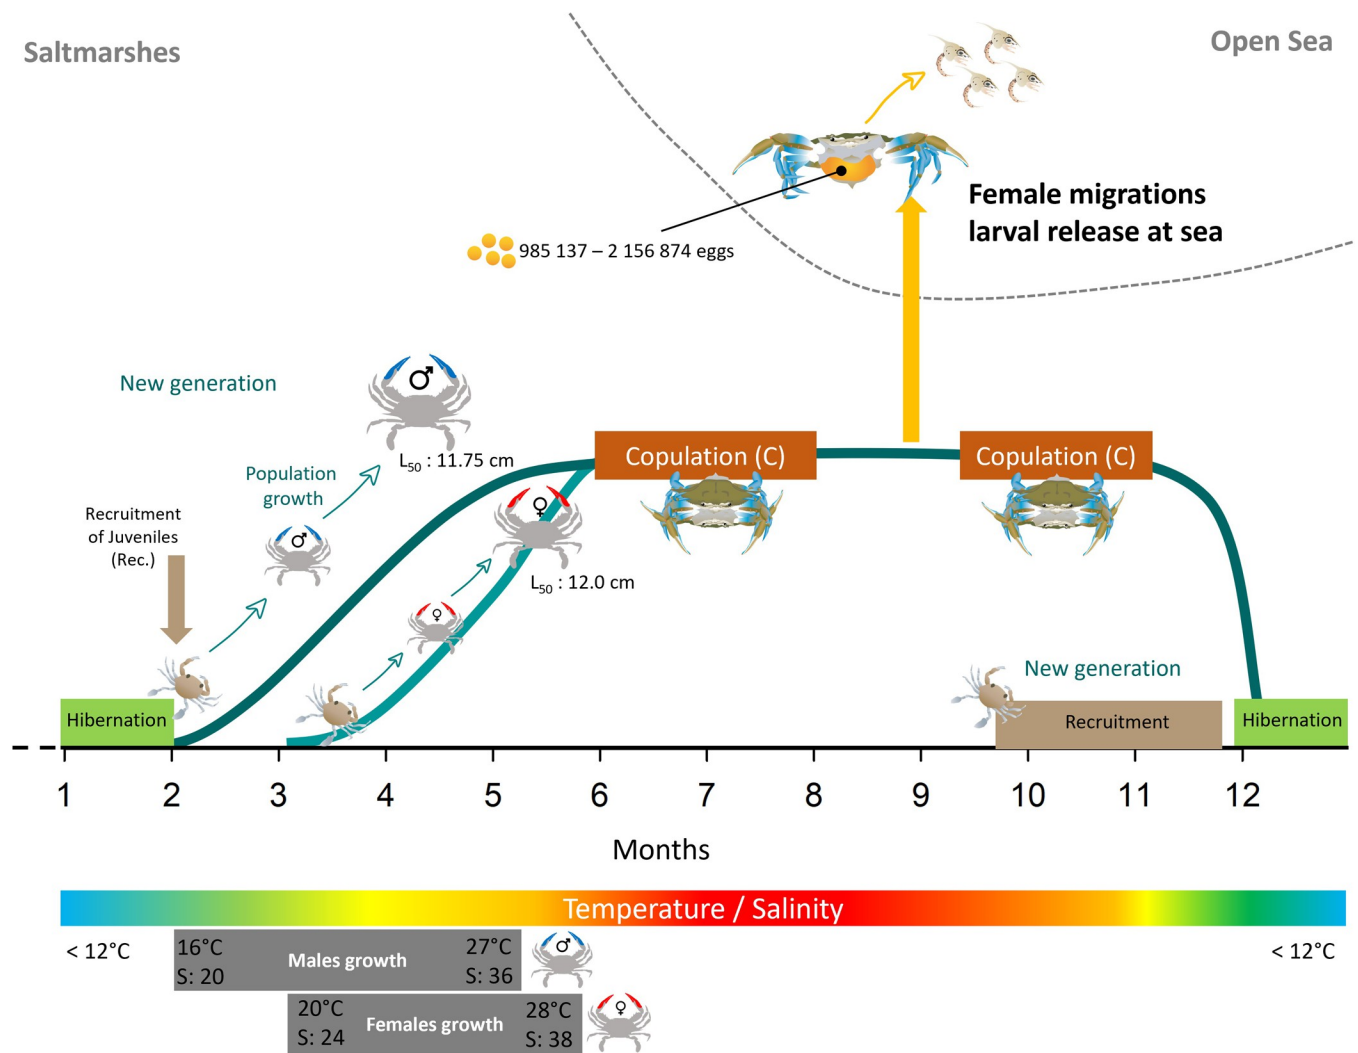 Saltmarshes
Open Sea
Female migrations
larval release at sea
985 137 – 2 156 874 eggs
New generation
♂
L50 : 11.75 cm
Population
growth
Recruitment
of Juveniles
(Rec.)
♂
♀
L50 : 12.0 cm
♀
Copulation (C)
Copulation (C)
New generation
Hibernation
Recruitment
Hibernation
1 2 3 4 5 6 7 8 9 10 11 12
Months
Temperature / Salinity
< 12°C
< 12°C
16°C
S: 20
Males growth
27°C
S: 36
♂
20°C
S: 24
Females growth
28°C
S: 38
♀